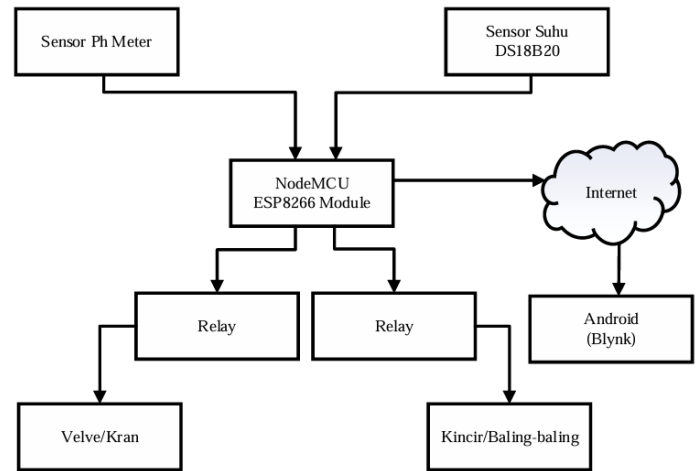 Sensor Ph Meter
Sensor Suhu
DS18B20
NodeMCU
ESP8266 Module
Internet
Relay
Relay
Android
(Blynk)
Velve/Kran
Kincir/Baling-baling